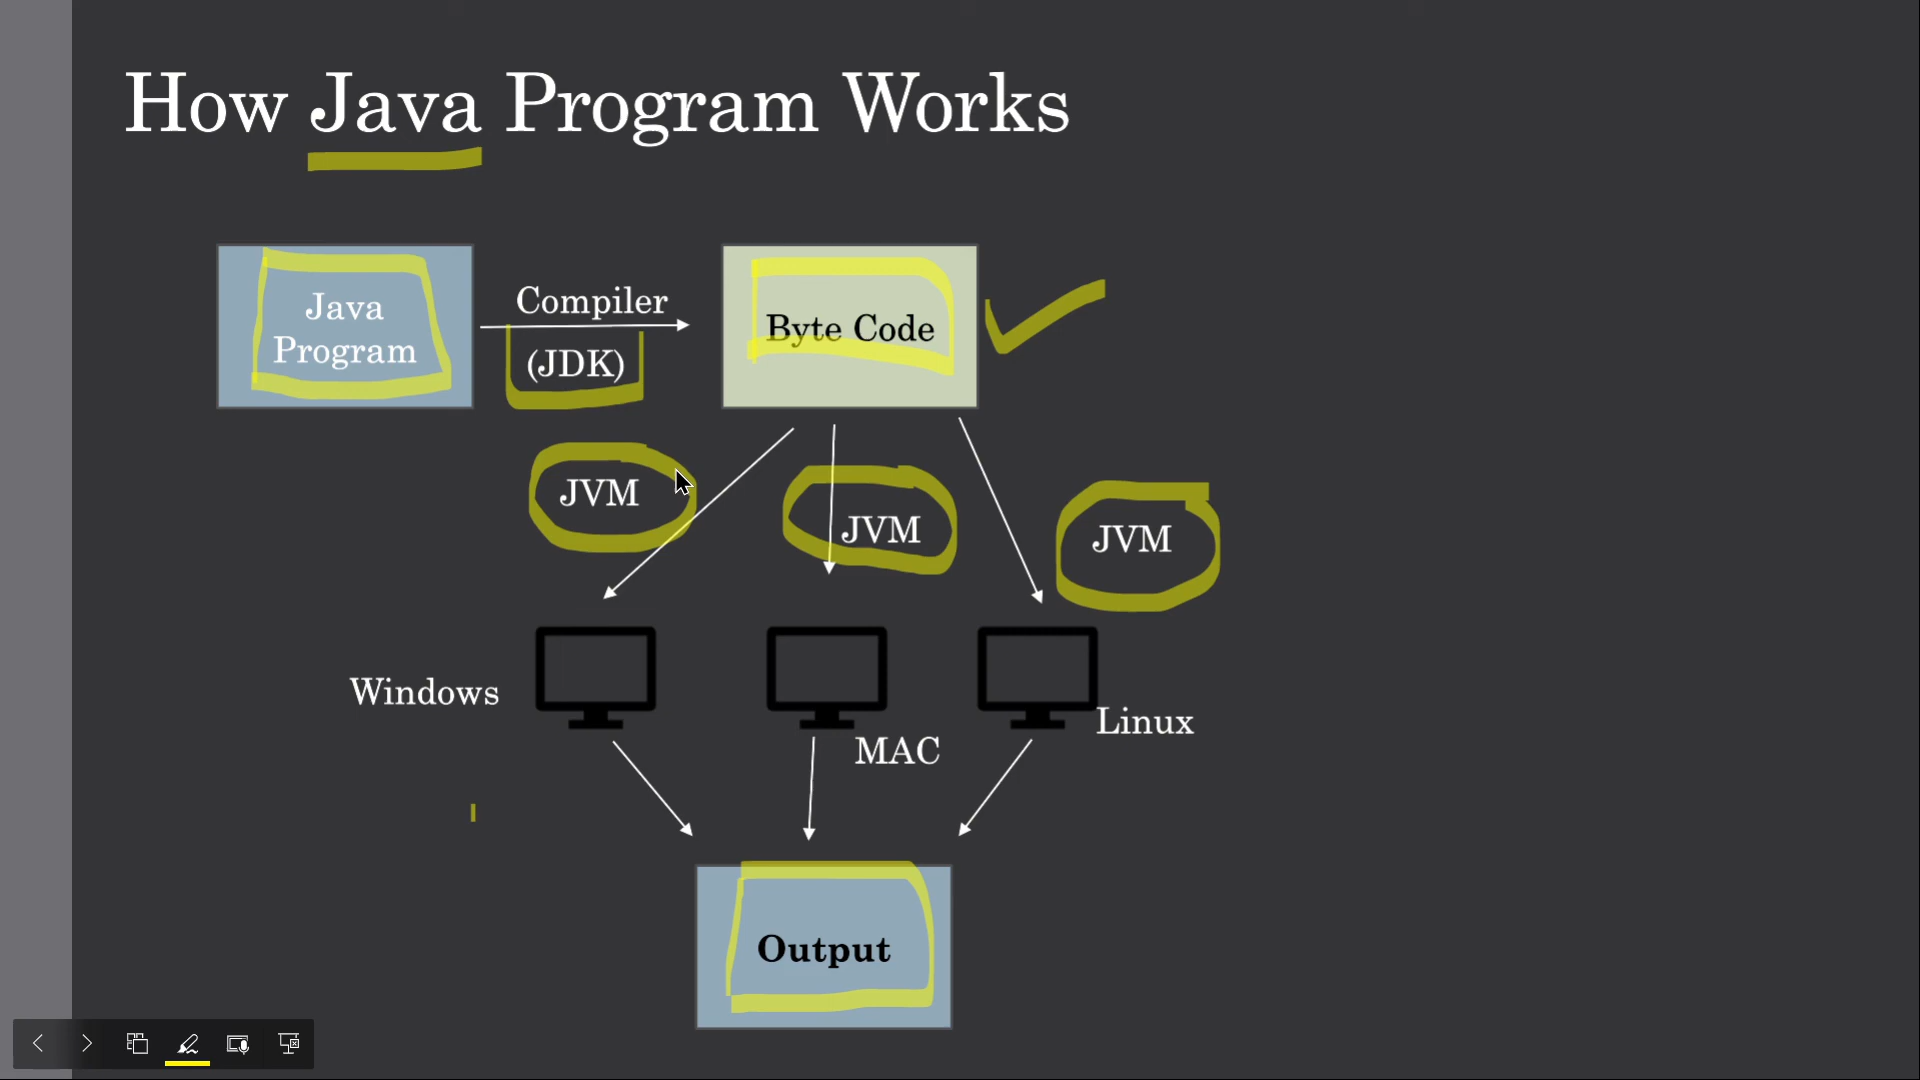 How Java Program Works
Java
Program
Compiler
(JDK)
Byte Code
JVM
JVM
JVM
Windows
MAC
Linux
Output